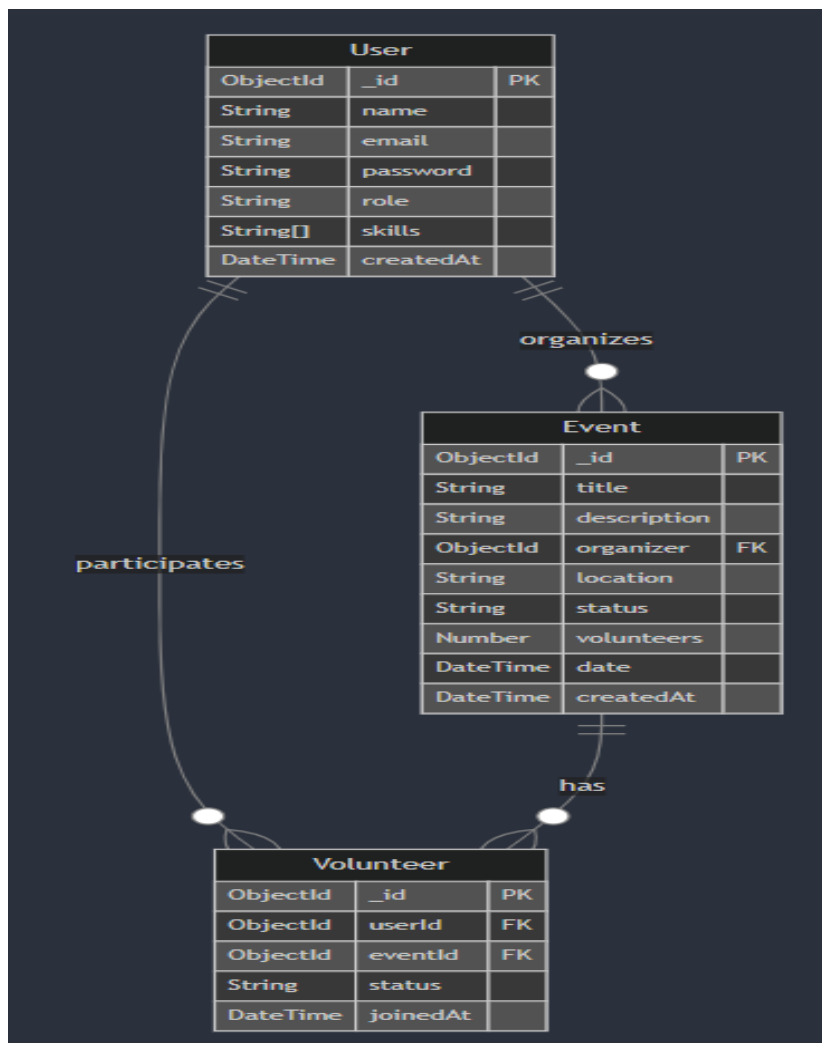 User
ObjectId _id PK
String name
String email
String password
String role
String[] skills
DateTime createdAt
organizes
Event
ObjectId _id PK
String title
String description
ObjectId organizer FK
String location
String status
Number volunteers
DateTime date
DateTime createdAt
participates
has
Volunteer
ObjectId _id PK
ObjectId userId FK
ObjectId eventId FK
String status
DateTime joinedAt